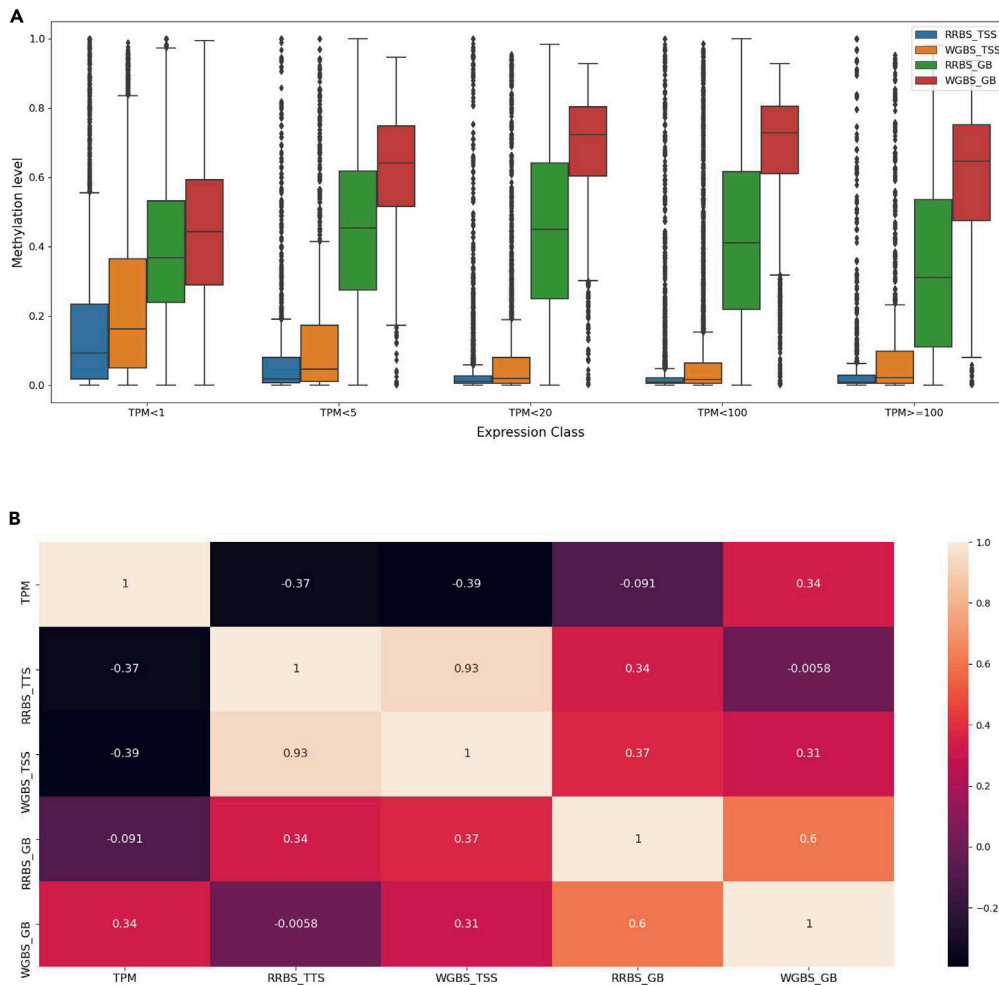 A
RRBS_TSS
WGBS_TSS
RRBS_GB
WGBS_GB
Methylation level
1.0
0.8
0.6
0.4
0.2
0.0
TPM<1 TPM<5 TPM<20 TPM<100 TPM>=100
Expression Class
B
TPM 1 -0.37 -0.39 -0.091 0.34
RRBS_TTS -0.37 1 0.93 0.34 -0.0058
WGBS_TSS -0.39 0.93 1 0.37 0.31
RRBS_GB -0.091 0.34 0.37 1 0.6
WGBS_GB 0.34 -0.0058 0.31 0.6 1
TPM RRBS_TTS WGBS_TSS RRBS_GB WGBS_GB
1.0
0.8
0.6
0.4
0.2
0.0
−0.2